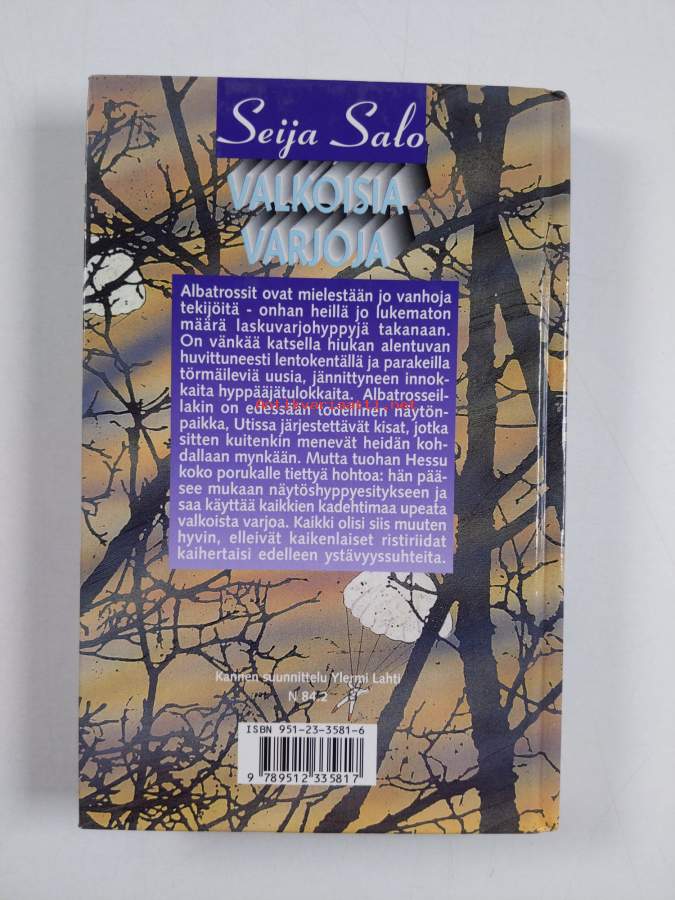 Seija Salo
VALKOISIA
VARJOJA
Albatrossit ovat mielestään jo vanhoja
tekijöitä - onhan heillä jo lukematon
määrä laskuvarjohyppyjä takanaan.
On vänkää katsella hiukan alentuvan
huvittuneesti lentokentällä ja parakeilla
törmäileviä uusia, jännittyneen innok-
kaita hyppääjätulokkaita. Albatrosseil-
lakin on edessään todellinen näytön-
Antikvariaatti.net
paikka, Utissa järjestettävät kisat, jotka
sitten kuitenkin menevät heidän koh-
dallaan mynkään. Mutta tuohan Hessu
koko porukalle tiettyä hohtoa: hän pää-
see mukaan näytöshyppyesitykseen ja
saa käyttää kaikkien kadehtimaa upeata
valkoista varjoa. Kaikki olisi siis muuten
hyvin, elleivät kaikenlaiset ristiriidat
kaihertaisi edelleen ystävyyssuhteita.
Kannen suunnittelu Ylermi Lahti
N 84.2
ISBN 951-23-3581-6
9 789512 335817